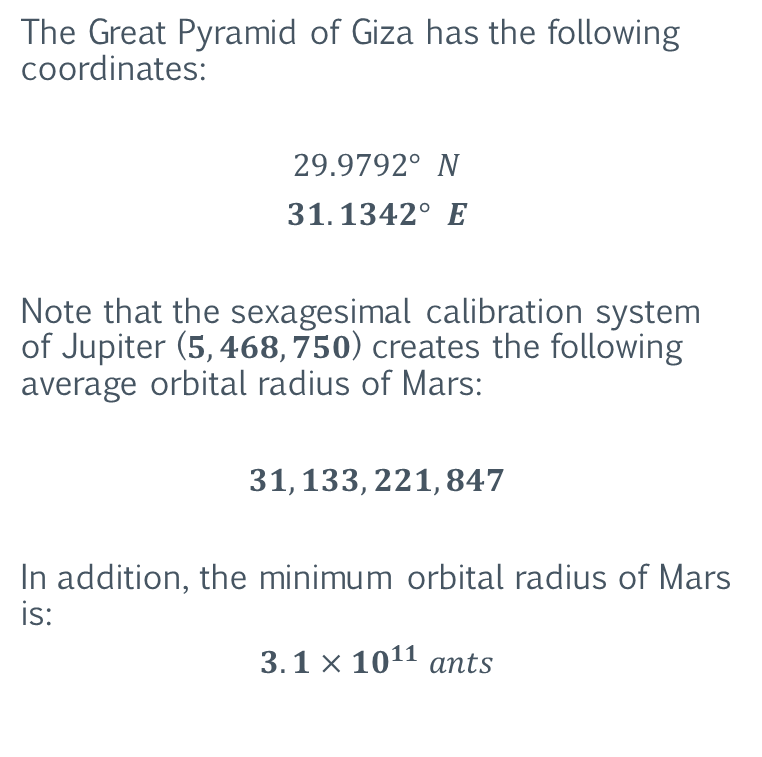 The Great Pyramid of Giza has the following
coordinates:
29.9792° N
31.1342° E
Note that the sexagesimal calibration system
of Jupiter (5,468,750) creates the following
average orbital radius of Mars:
31,133,221,847
In addition, the minimum orbital radius of Mars
is:
3.1 × 10¹¹ ants